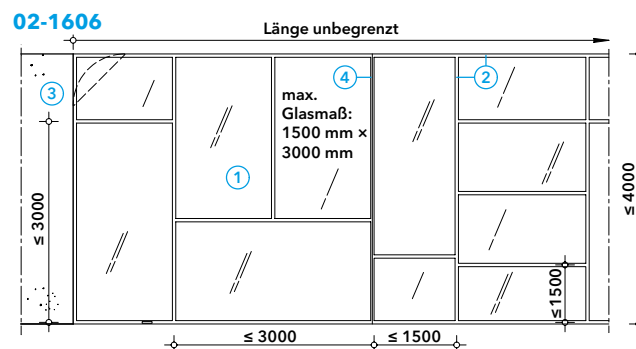 02-1606
Länge unbegrenzt
3
4
2
max.
Glasmaß:
1500 mm ×
3000 mm
1
≤ 3000
≤ 4000
≤1500
≤ 3000
≤ 1500